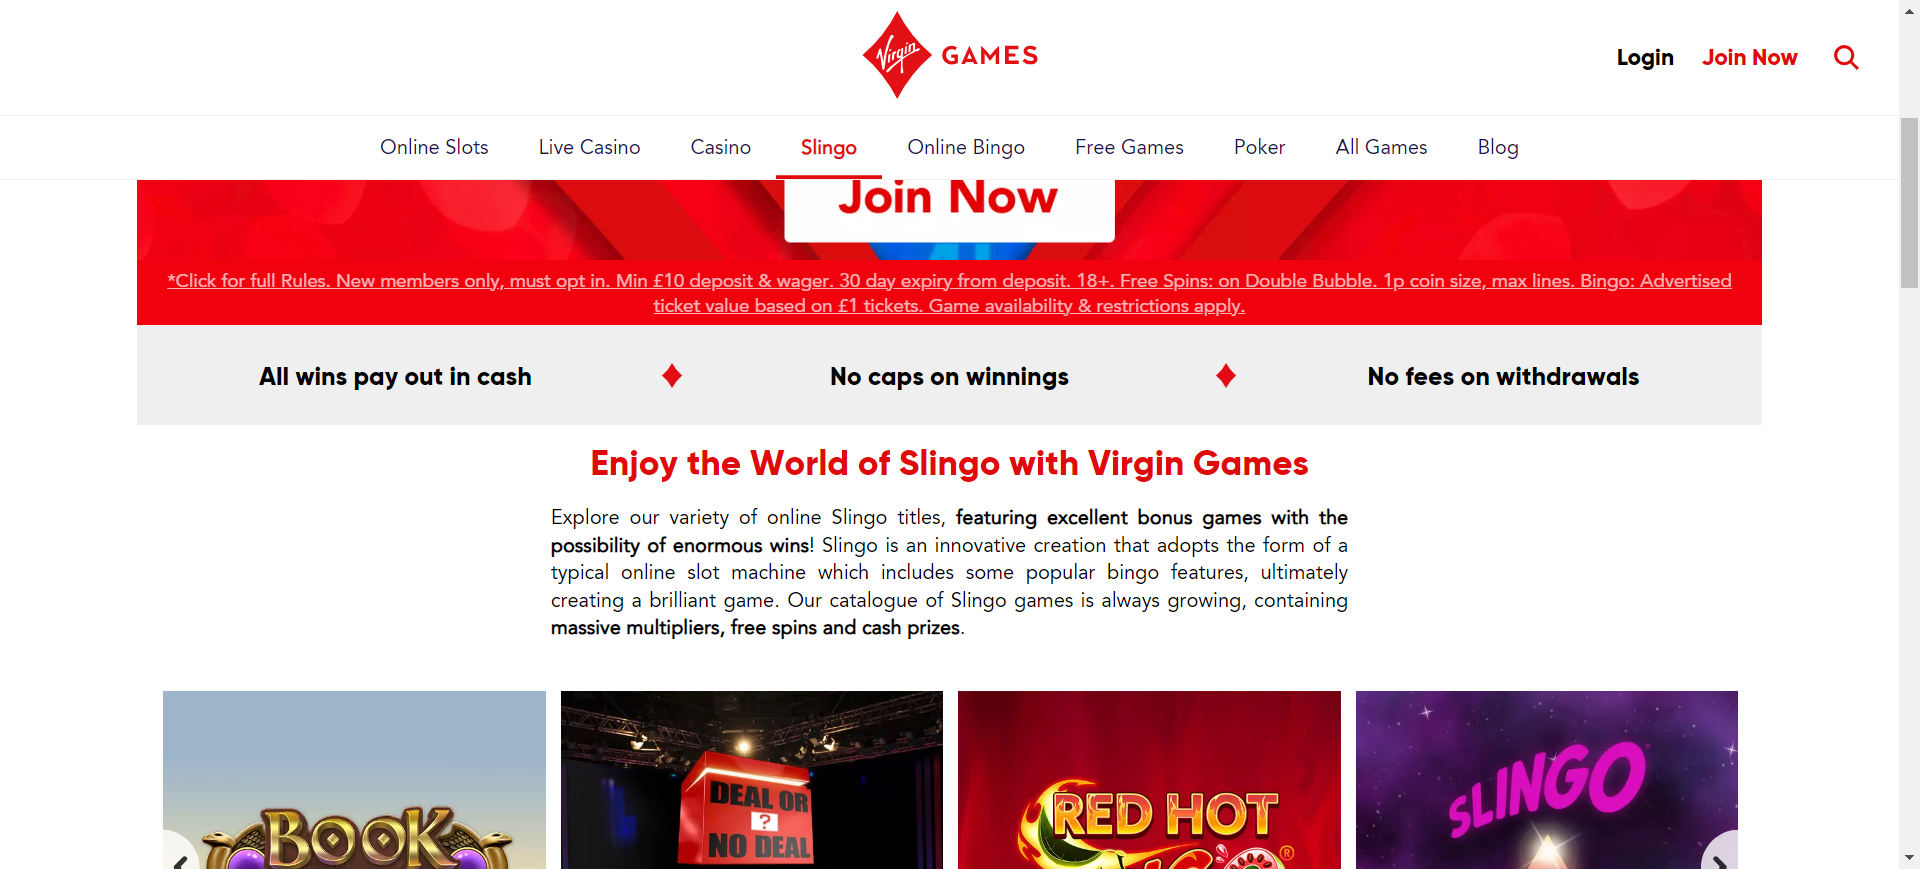 Virgin GAMES
Login Join Now
Online Slots Live Casino Casino Slingo Online Bingo Free Games Poker All Games Blog
Join Now
*Click for full Rules. New members only, must opt in. Min £10 deposit & wager. 30 day expiry from deposit. 18+. Free Spins: on Double Bubble. 1p coin size, max lines. Bingo: Advertised
ticket value based on £1 tickets. Game availability & restrictions apply.
All wins pay out in cash No caps on winnings No fees on withdrawals
Enjoy the World of Slingo with Virgin Games
Explore our variety of online Slingo titles, featuring excellent bonus games with the
possibility of enormous wins! Slingo is an innovative creation that adopts the form of a
typical online slot machine which includes some popular bingo features, ultimately
creating a brilliant game. Our catalogue of Slingo games is always growing, containing
massive multipliers, free spins and cash prizes.
BOOK
DEAL OR
?
NO DEAL
RED HOT
®
SLINGO